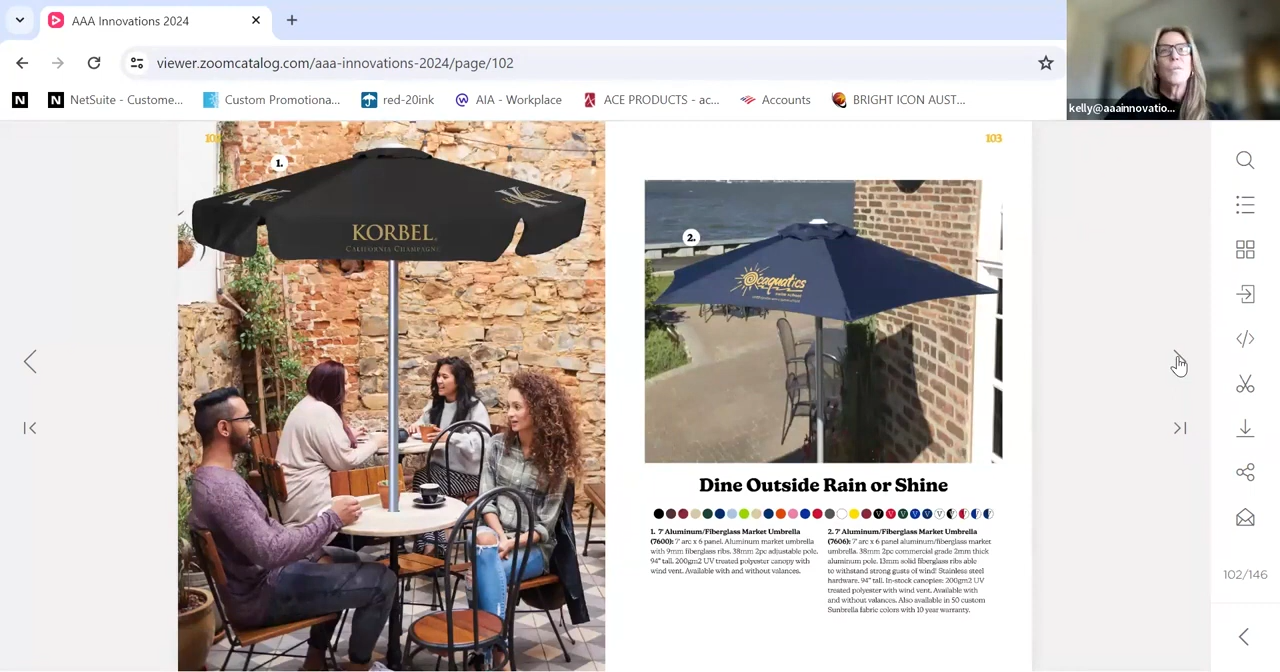 AAA Innovations 2024
viewer.zoomcatalog.com/aaa-innovations-2024/page/102
NetSuite - Custome...
Custom Promotiona...
red-20ink
AIA - Workplace
ACE PRODUCTS - ac...
Accounts
BRIGHT ICON AUST...
kelly@aaainnovatio...
103
1.
KORBEL
CALIFORNIA CHAMPAGNE
2.
@caquatics
Dine Outside Rain or Shine
1. 7' Aluminum/Fiberglass Market Umbrella
(7600): 7' arc x 6 panel. Aluminum market umbrella
with 9mm fiberglass ribs, 38mm 2pc adjustable pole.
94" tall. 200gm2 UV treated polyester canopy with
wind vent. Available with and without valances.
2. 7' Aluminum/Fiberglass Market Umbrella
(7606): 7' arc x 6 panel aluminum/fiberglass market
umbrella. 38mm 2pc commercial grade 2mm thick
aluminum pole. 13mm solid fiberglass ribs able
to withstand strong gusts of wind! Stainless steel
hardware. 94" tall. In-stock canopies: 200gm2 UV
treated polyester with wind vent. Available with
and without valances. Also available in 50 custom
Sunbrella fabric colors with 10 year warranty.
102/146